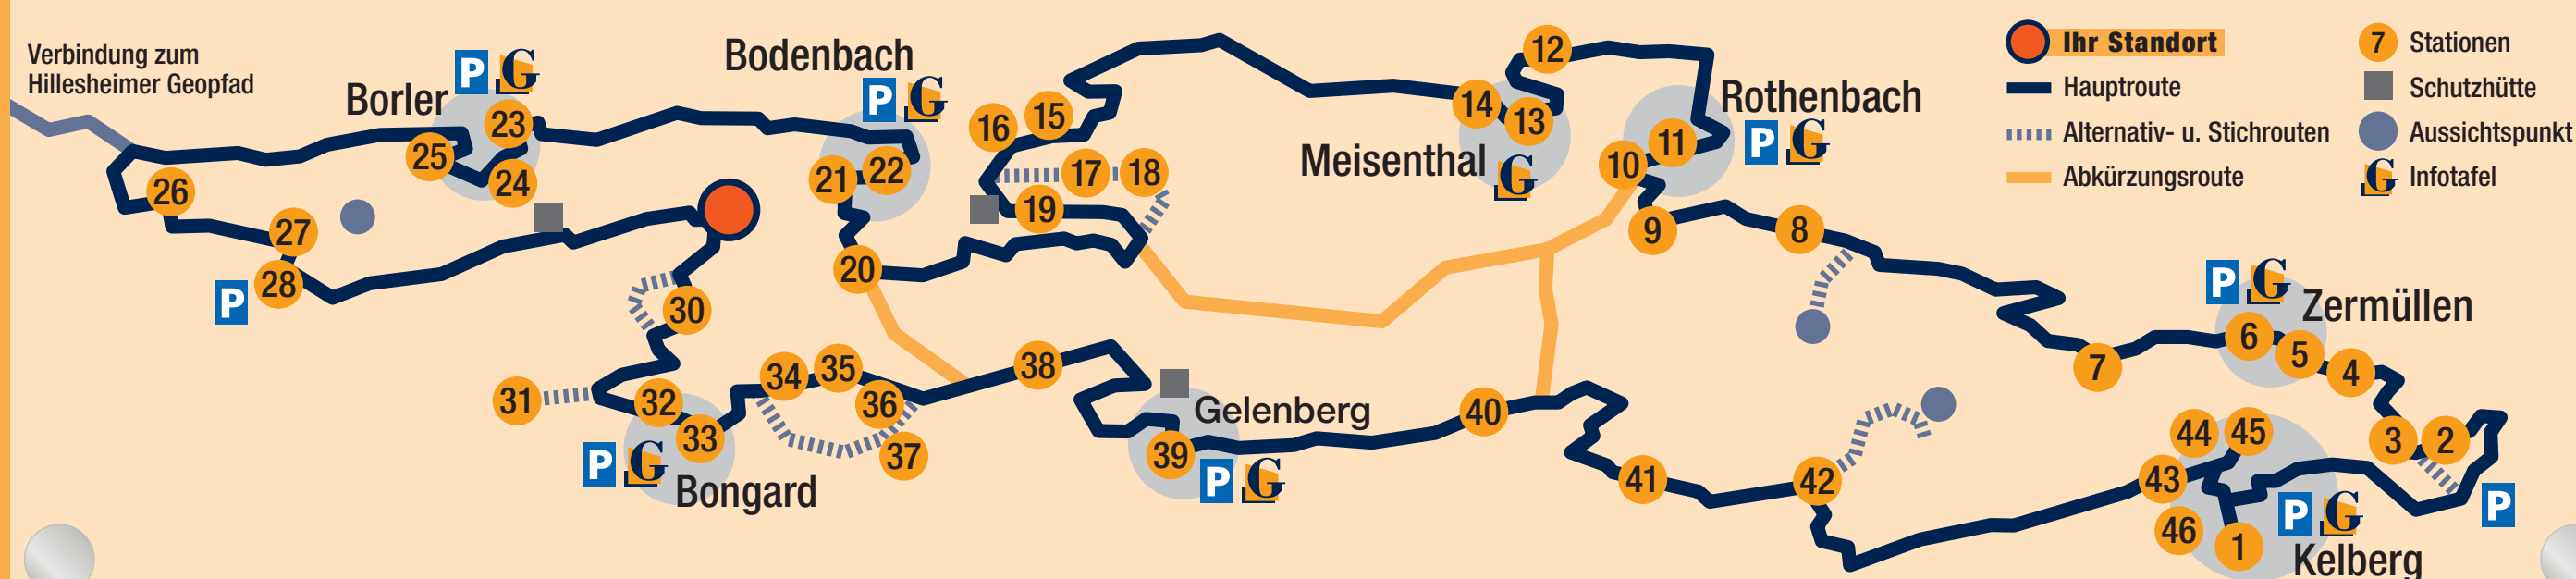 Verbindung zum
Hillesheimer Geopfad
Borler
P G
23
25
24
26
27
28
P
Bodenbach
P G
21
22
20
16
15
17
18
19
Meisenthal
G
12
14
13
Rothenbach
P G
10
11
9
8
Ihr Standort
Hauptroute
Alternativ- u. Stichrouten
Abkürzungsroute
7 Stationen
Schutzhütte
Aussichtspunkt
G Infotafel
P G
Zermüllen
6
5
4
7
3
2
P
30
31
32
33
P G
Bongard
34
35
36
37
38
Gelenberg
39
P G
40
41
42
43
44
45
46
1
P G
Kelberg